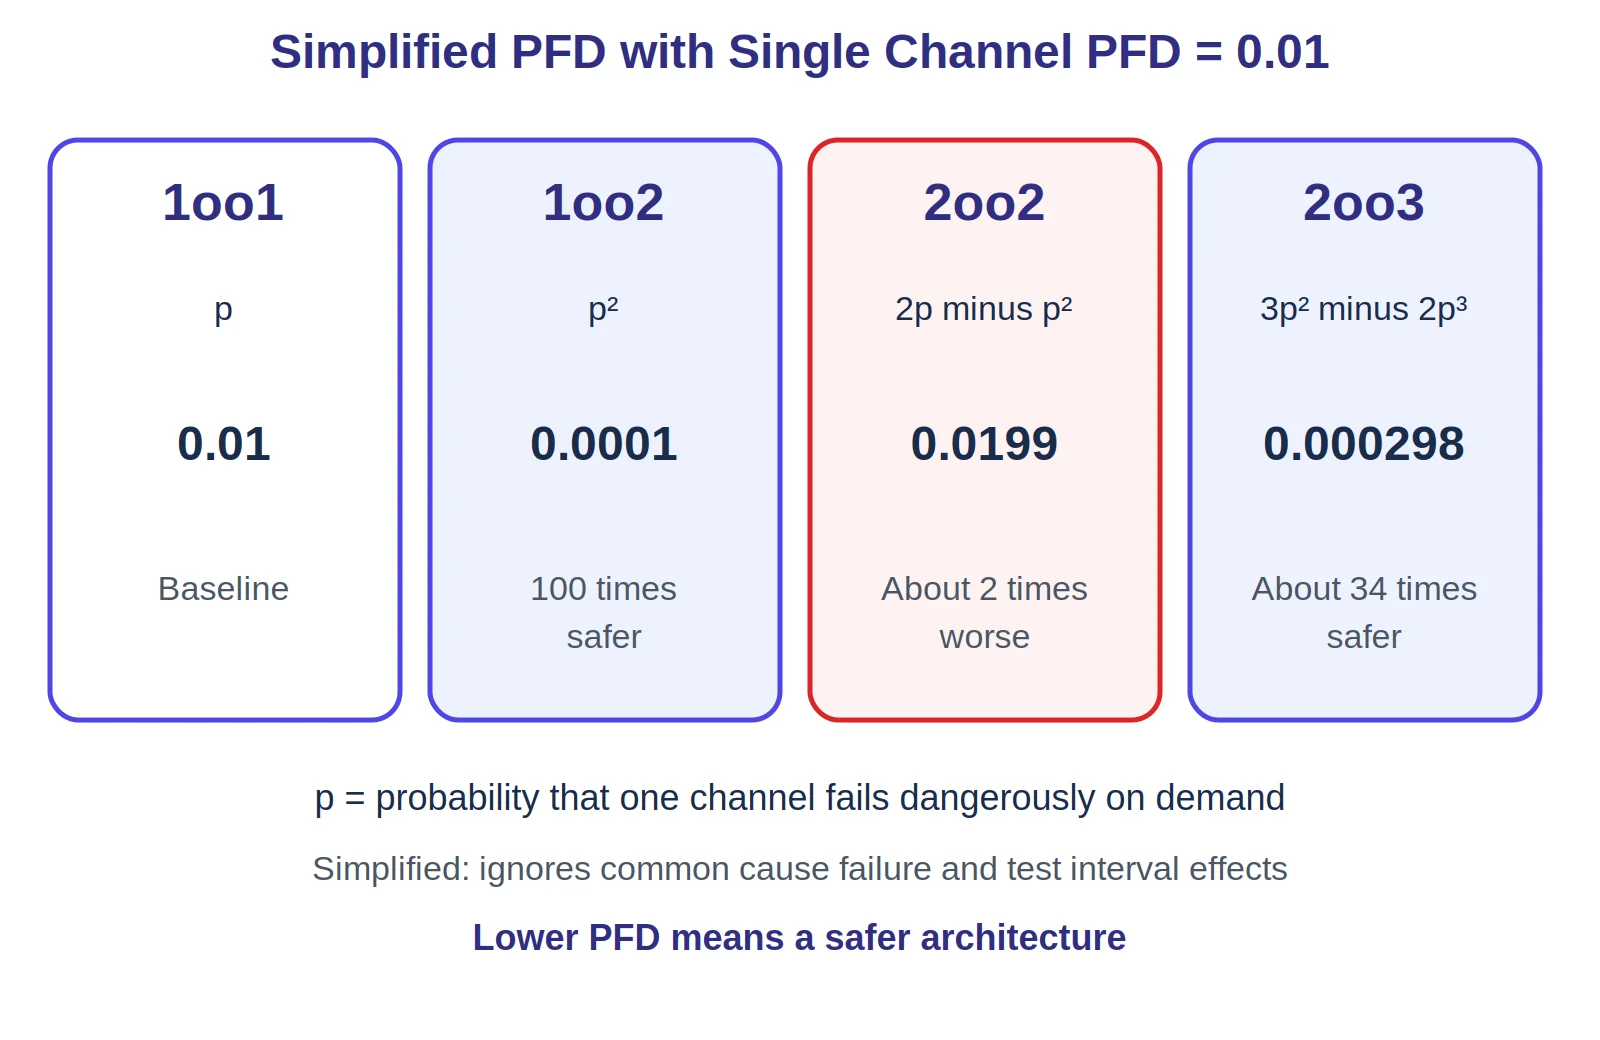 Simplified PFD with Single Channel PFD = 0.01
1oo1
p
0.01
Baseline
1oo2
p²
0.0001
100 times
safer
2oo2
2p minus p²
0.0199
About 2 times
worse
2oo3
3p² minus 2p³
0.000298
About 34 times
safer
p = probability that one channel fails dangerously on demand
Simplified: ignores common cause failure and test interval effects
Lower PFD means a safer architecture